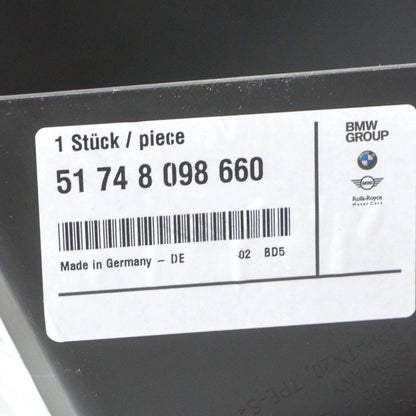 1 Stück / piece
51 74 8 098 660
Made in Germany – DE 02 BD5
BMW
GROUP
Rolls-Royce
Motor Cars